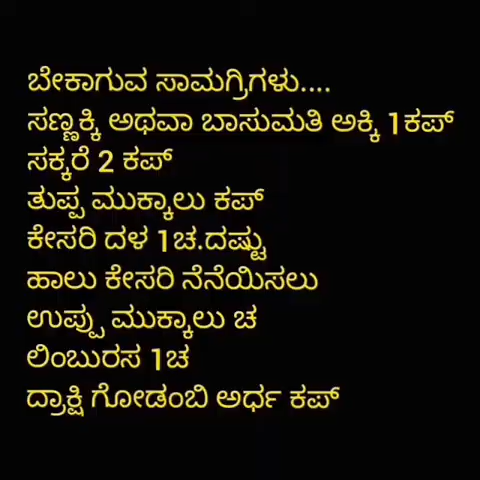 ಬೇಕಾಗುವ ಸಾಮಗ್ರಿಗಳು....
ಸಣ್ಣಕ್ಕಿ ಅಥವಾ ಬಾಸುಮತಿ ಅಕ್ಕಿ 1ಕಪ್
ಸಕ್ಕರೆ 2 ಕಪ್
ತುಪ್ಪ ಮುಕ್ಕಾಲು ಕಪ್
ಕೇಸರಿ ದಳ 1ಚ.ದಷ್ಟು
ಹಾಲು ಕೇಸರಿ ನೆನೆಯಿಸಲು
ಉಪ್ಪು ಮುಕ್ಕಾಲು ಚ
ಲಿಂಬುರಸ 1ಚ
ದ್ರಾಕ್ಷಿ ಗೋಡಂಬಿ ಅರ್ಧ ಕಪ್